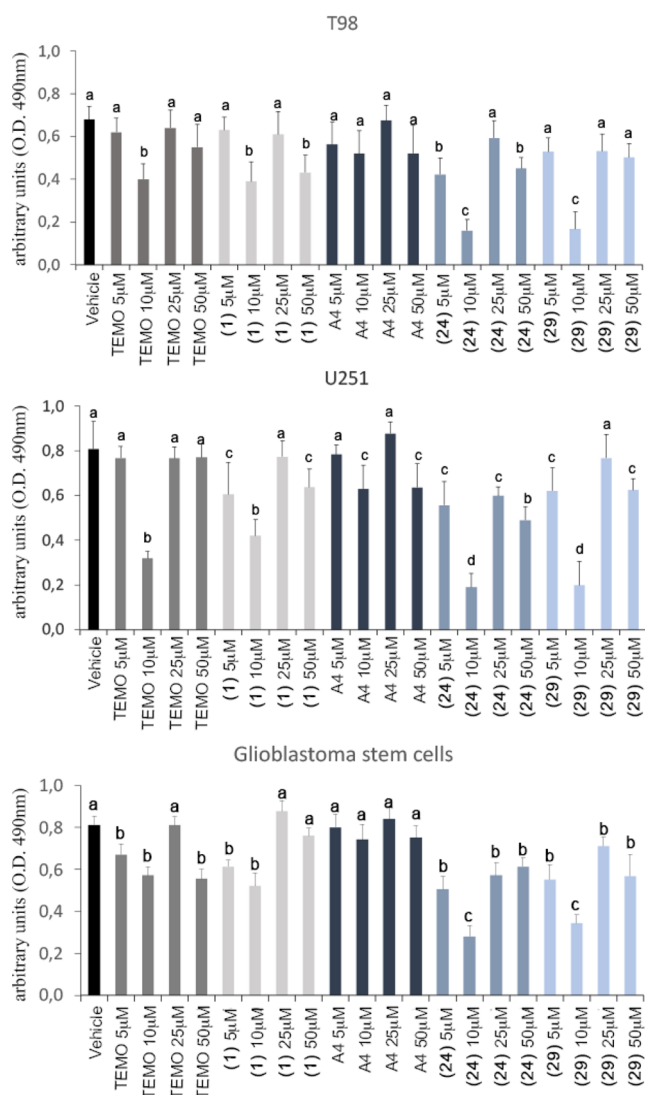 T98
arbitrary units (O.D. 490nm)
1,0
0,8
0,6
0,4
0,2
0,0
a a b a a a b a b a a a a b c a b a c a a
Vehicle
TEMO 5µM
TEMO 10µM
TEMO 25µM
TEMO 50µM
(1) 5µM
(1) 10µM
(1) 25µM
(1) 50µM
A4 5µM
A4 10µM
A4 25µM
A4 50µM
(24) 5µM
(24) 10µM
(24) 25µM
(24) 50µM
(29) 5µM
(29) 10µM
(29) 25µM
(29) 50µM
U251
arbitrary units (O.D. 490nm)
1,0
0,8
0,6
0,4
0,2
0,0
a a b a a c c a c a c a c c d c b c d a c
Vehicle
TEMO 5µM
TEMO 10µM
TEMO 25µM
TEMO 50µM
(1) 5µM
(1) 10µM
(1) 25µM
(1) 50µM
A4 5µM
A4 10µM
A4 25µM
A4 50µM
(24) 5µM
(24) 10µM
(24) 25µM
(24) 50µM
(29) 5µM
(29) 10µM
(29) 25µM
(29) 50µM
Glioblastoma stem cells
arbitrary units (O.D. 490nm)
1,0
0,8
0,6
0,4
0,2
0,0
a b b a b b b a a a a a a b c b b b c b b
Vehicle
TEMO 5µM
TEMO 10µM
TEMO 25µM
TEMO 50µM
(1) 5µM
(1) 10µM
(1) 25µM
(1) 50µM
A4 5µM
A4 10µM
A4 25µM
A4 50µM
(24) 5µM
(24) 10µM
(24) 25µM
(24) 50µM
(29) 5µM
(29) 10µM
(29) 25µM
(29) 50µM